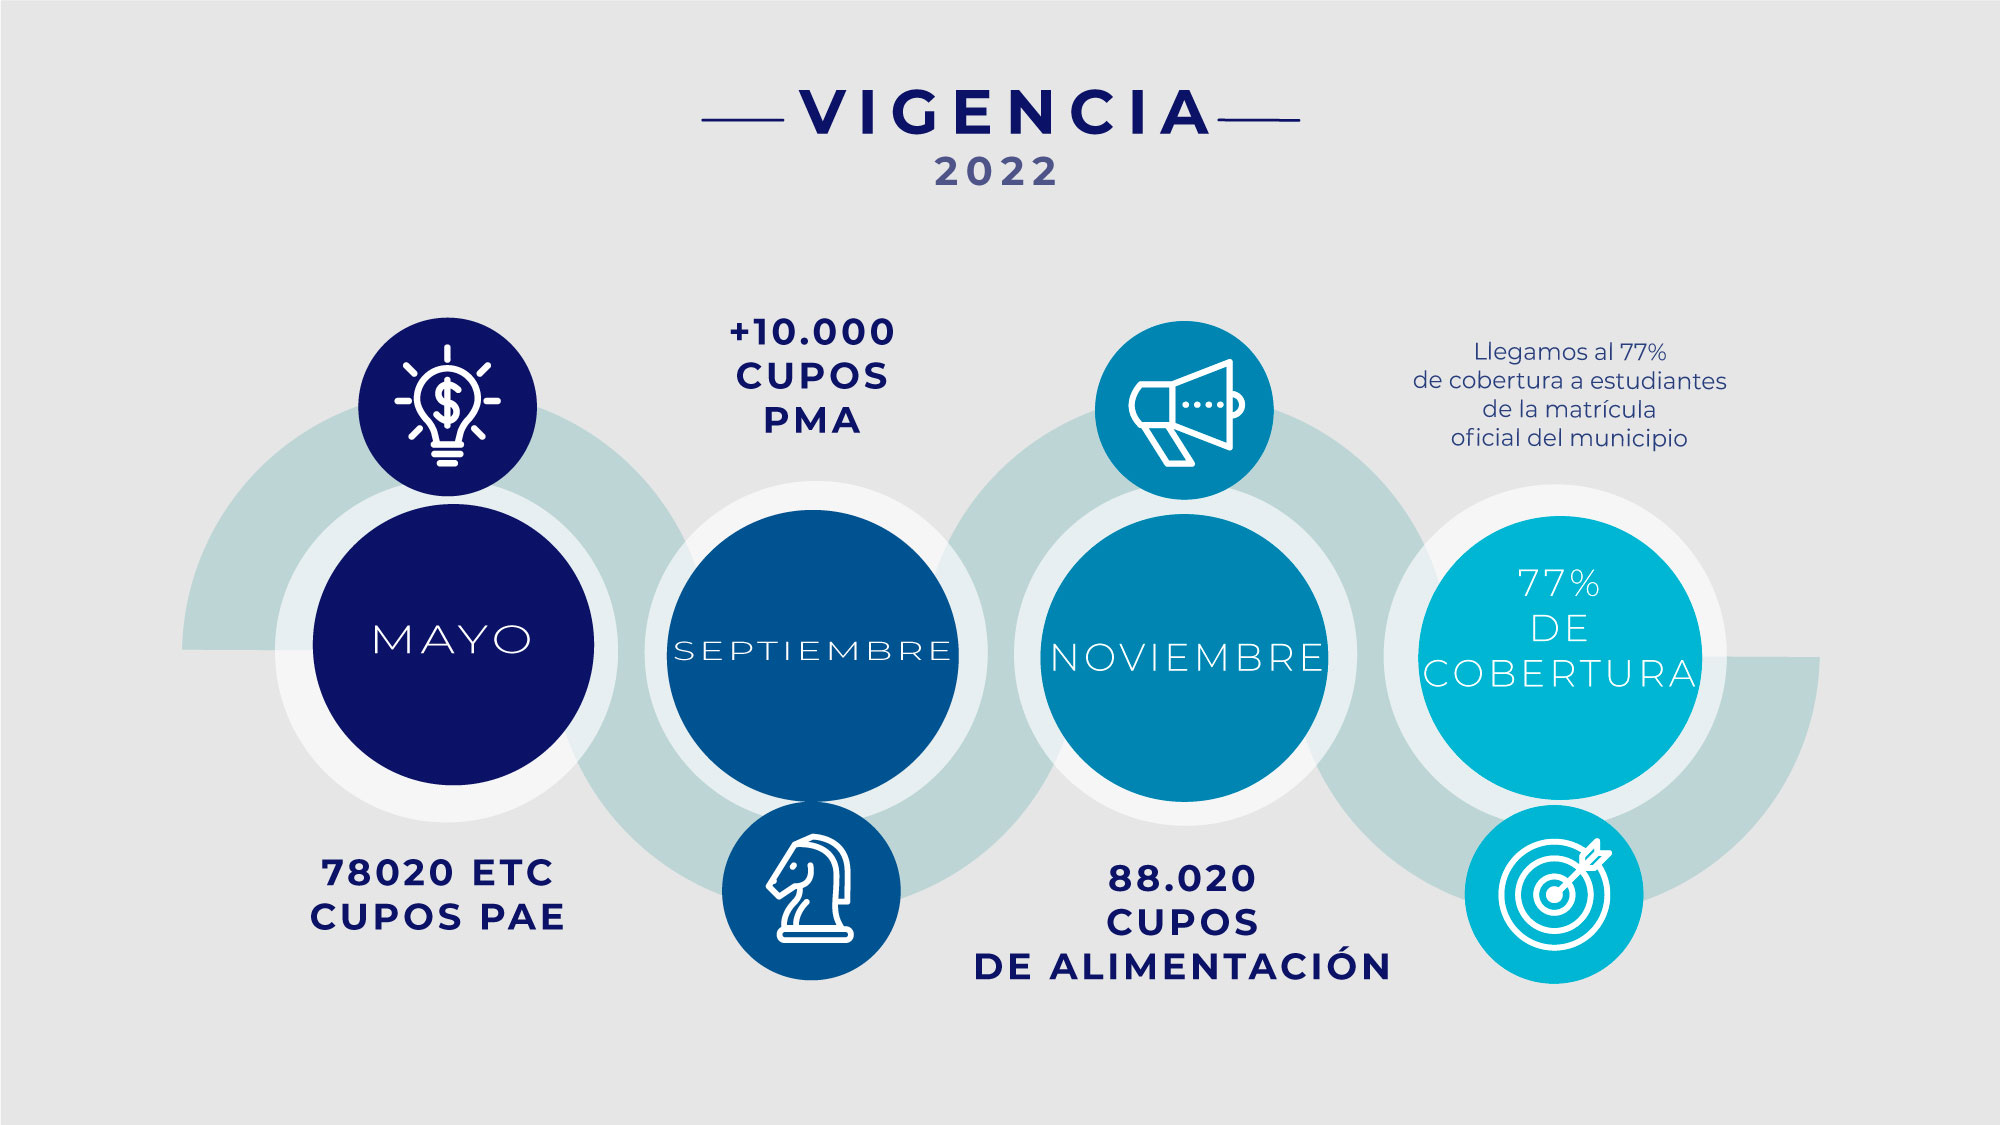 VIGENCIA
2022
MAYO
78020 ETC
CUPOS PAE
+10.000
CUPOS
PMA
SEPTIEMBRE
NOVIEMBRE
88.020
CUPOS
DE ALIMENTACIÓN
Llegamos al 77%
de cobertura a estudiantes
de la matrícula
oficial del municipio
77%
DE
COBERTURA